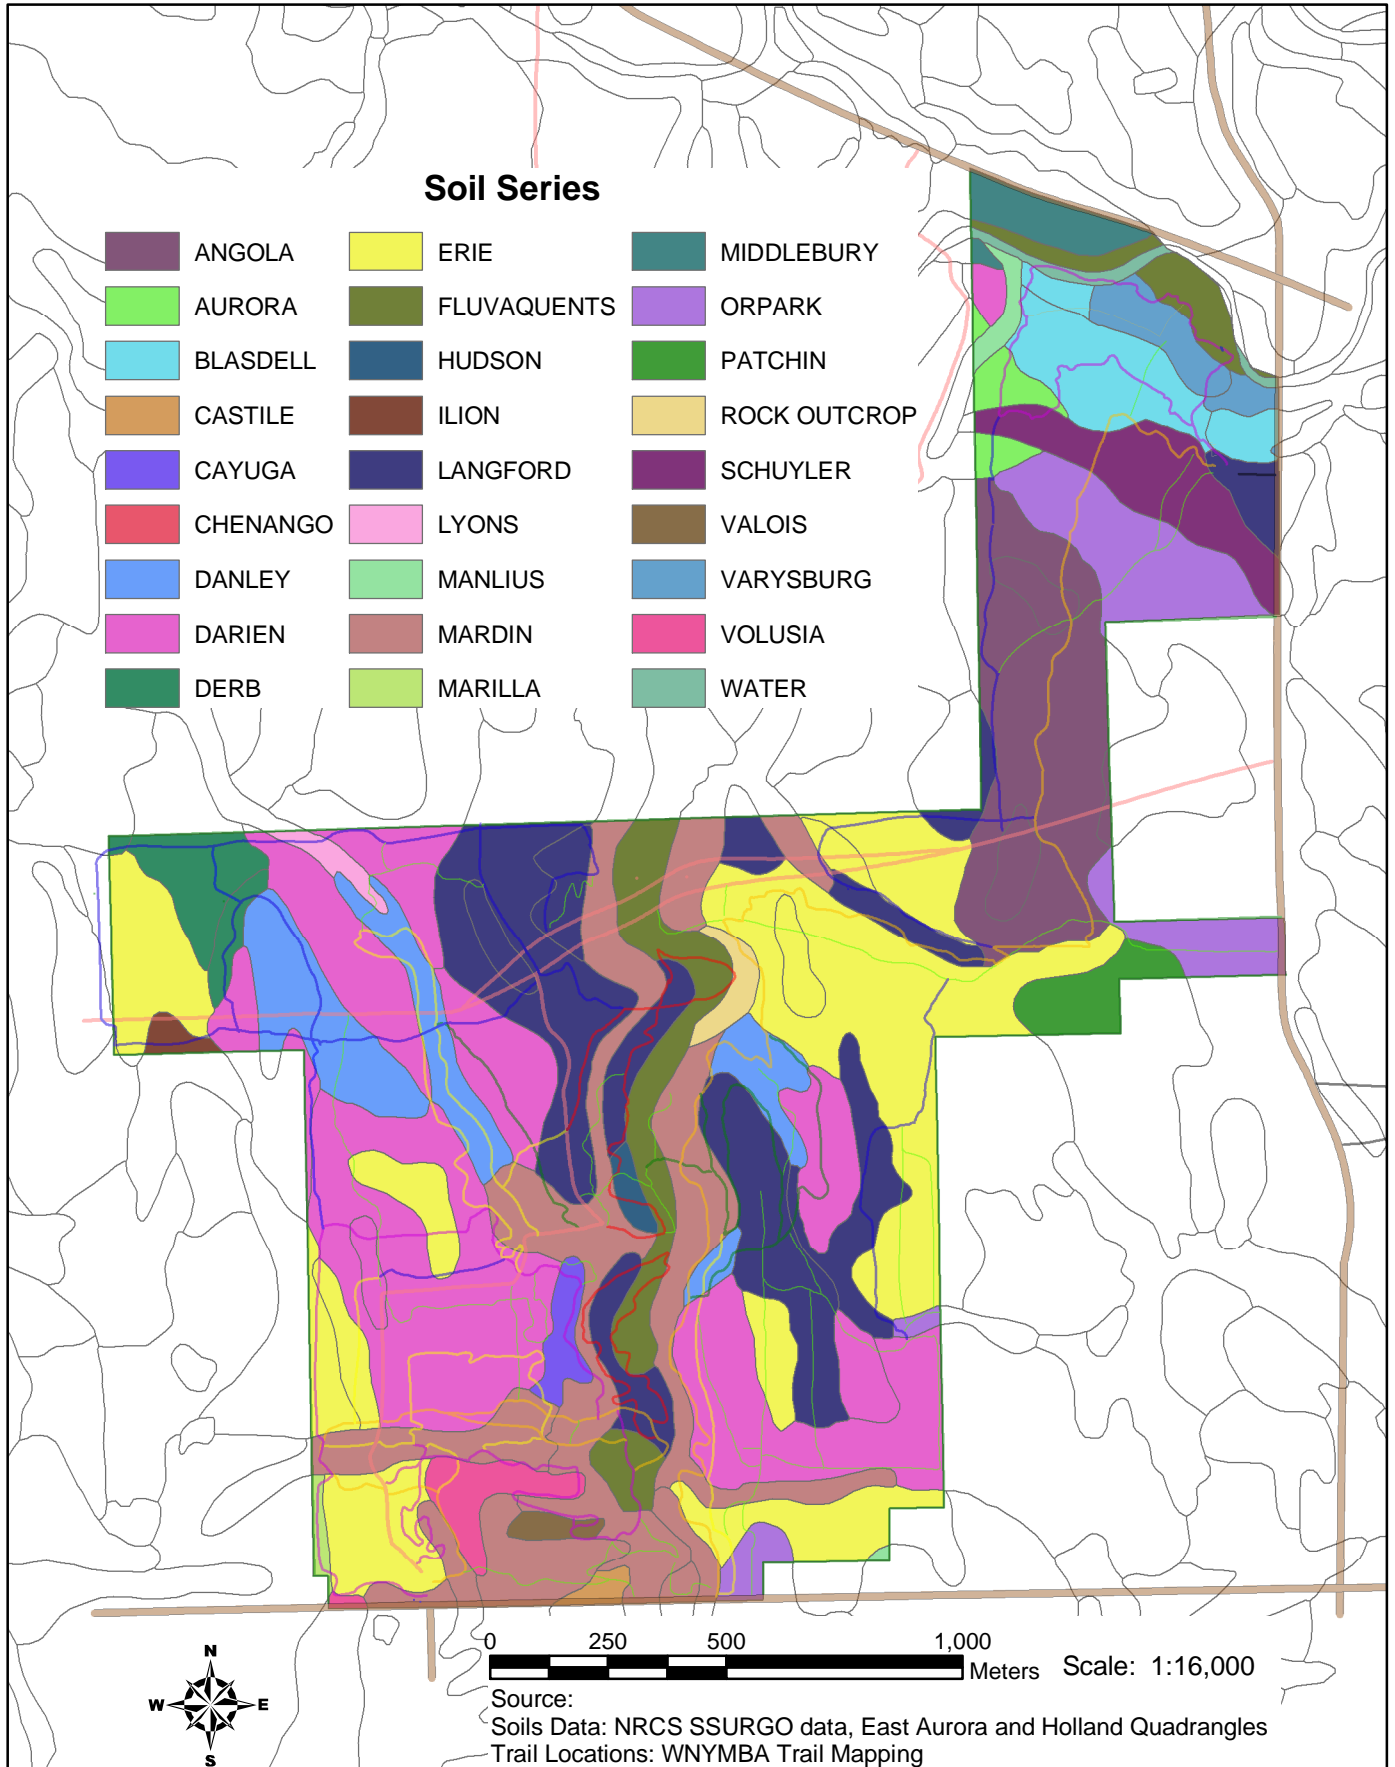 Soil Series
ANGOLA
AURORA
BLASDELL
CASTILE
CAYUGA
CHENANGO
DANLEY
DARIEN
DERB
ERIE
FLUVAQUENTS
HUDSON
ILION
LANGFORD
LYONS
MANLIUS
MARDIN
MARILLA
MIDDLEBURY
ORPARK
PATCHIN
ROCK OUTCROP
SCHUYLER
VALOIS
VARYSBURG
VOLUSIA
WATER
N
W E
S
0 250 500 1,000
Meters
Scale: 1:16,000
Source:
Soils Data: NRCS SSURGO data, East Aurora and Holland Quadrangles
Trail Locations: WNYMBA Trail Mapping